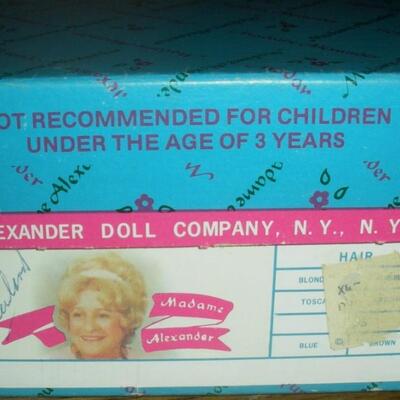 OT RECOMMENDED FOR CHILDREN
UNDER THE AGE OF 3 YEARS
EXANDER DOLL COMPANY, N.Y., N.Y
HAIR
BLOND
TOSCA
Madame
Alexander
BLUE
BROWN